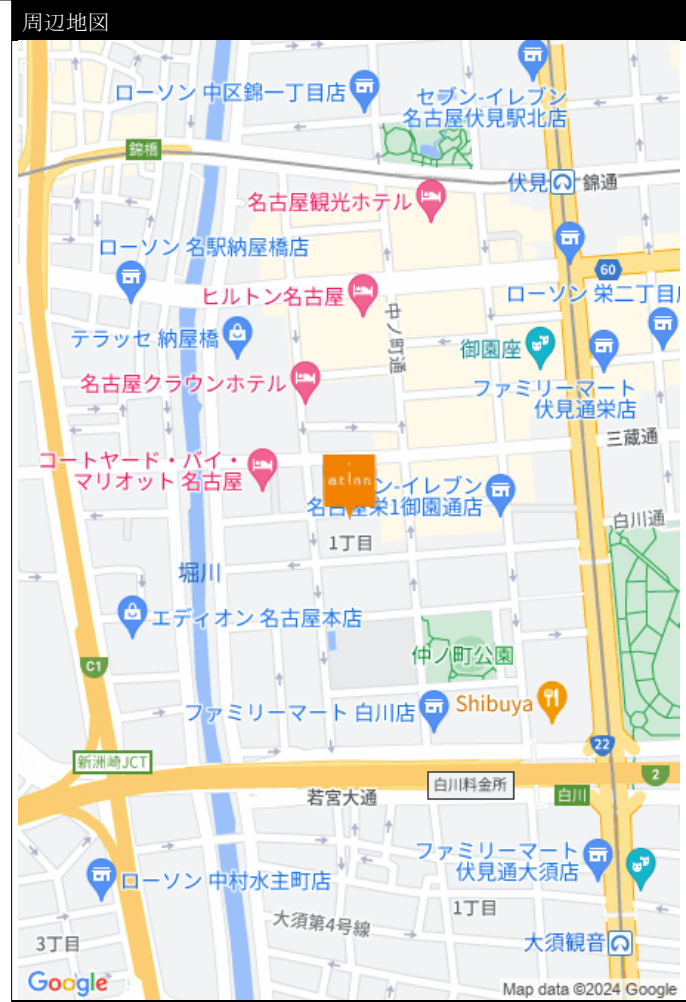 周辺地図
ローソン 中区錦一丁目店
セブン-イレブン
名古屋伏見駅北店
錦橋
伏見
錦通
名古屋観光ホテル
ローソン 名駅納屋橋店
60
ヒルトン名古屋
ローソン 栄二丁目
中ノ町通
テラッセ 納屋橋
御園座
名古屋クラウンホテル
ファミリーマート
伏見通栄店
三蔵通
コートヤード・バイ・
マリオット 名古屋
at inn
ン-イレブン
名古屋栄1御園通店
白川通
1丁目
堀川
エディオン 名古屋本店
仲ノ町公園
C1
Shibuya
ファミリーマート 白川店
22
新洲崎JCT
2
白川料金所
若宮大通
白川
ファミリーマート
伏見通大須店
ローソン 中村水主町店
1丁目
大須第4号線
3丁目
大須観音
Google
Map data ©2024 Google